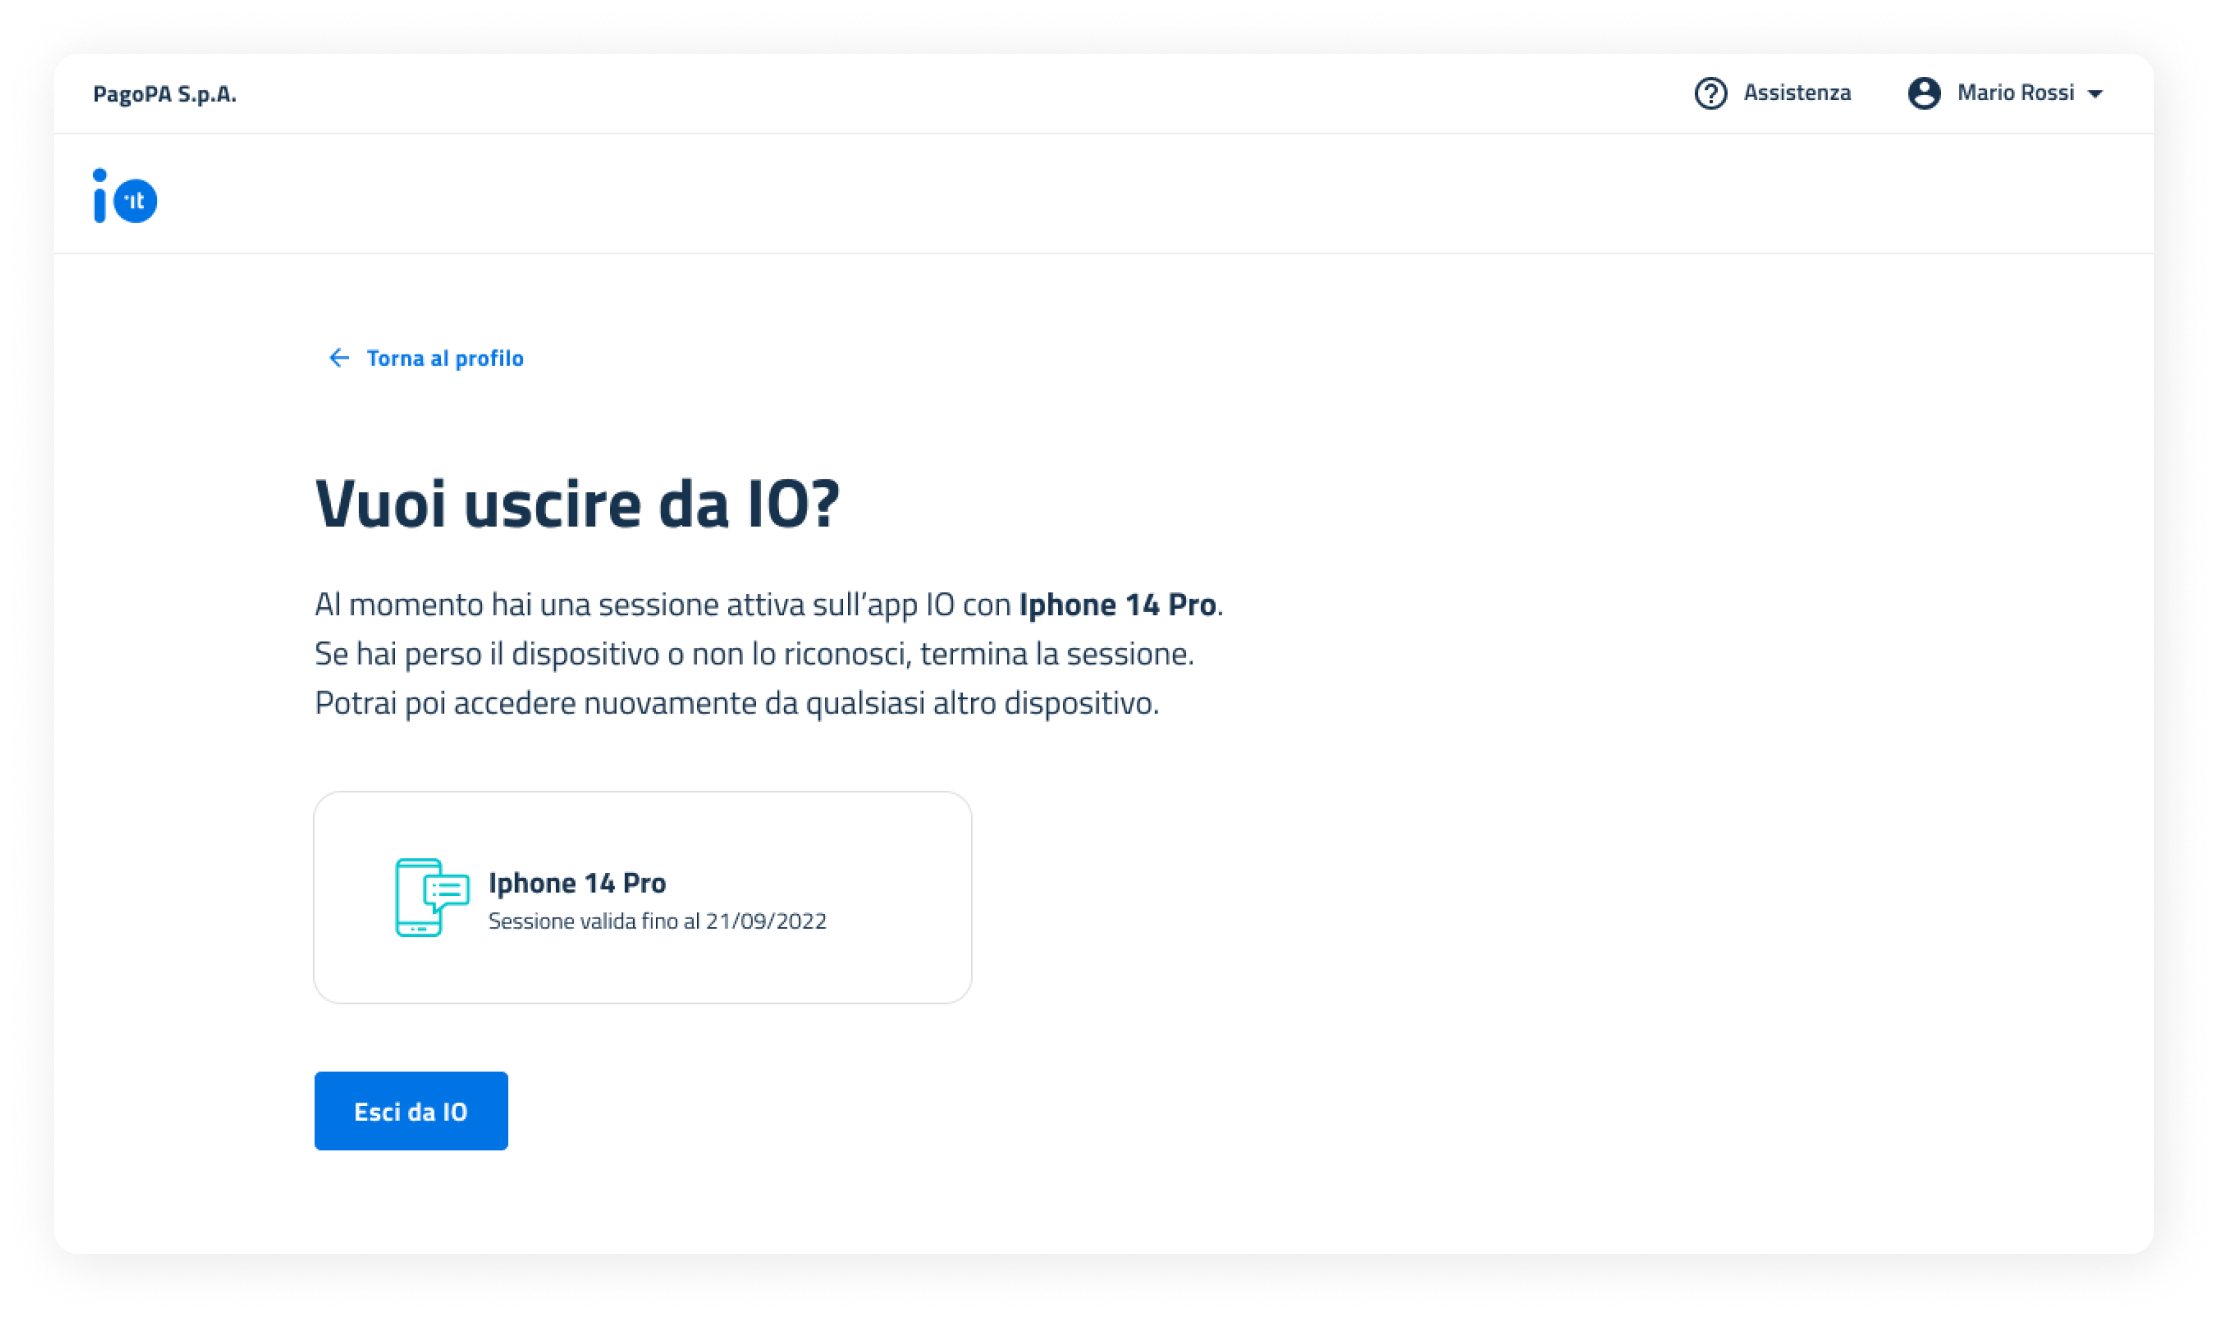 PagoPA S.p.A.
Assistenza
Mario Rossi
io it
Torna al profilo
Vuoi uscire da IO?
Al momento hai una sessione attiva sull’app IO con Iphone 14 Pro.
Se hai perso il dispositivo o non lo riconosci, termina la sessione.
Potrai poi accedere nuovamente da qualsiasi altro dispositivo.
Iphone 14 Pro
Sessione valida fino al 21/09/2022
Esci da IO